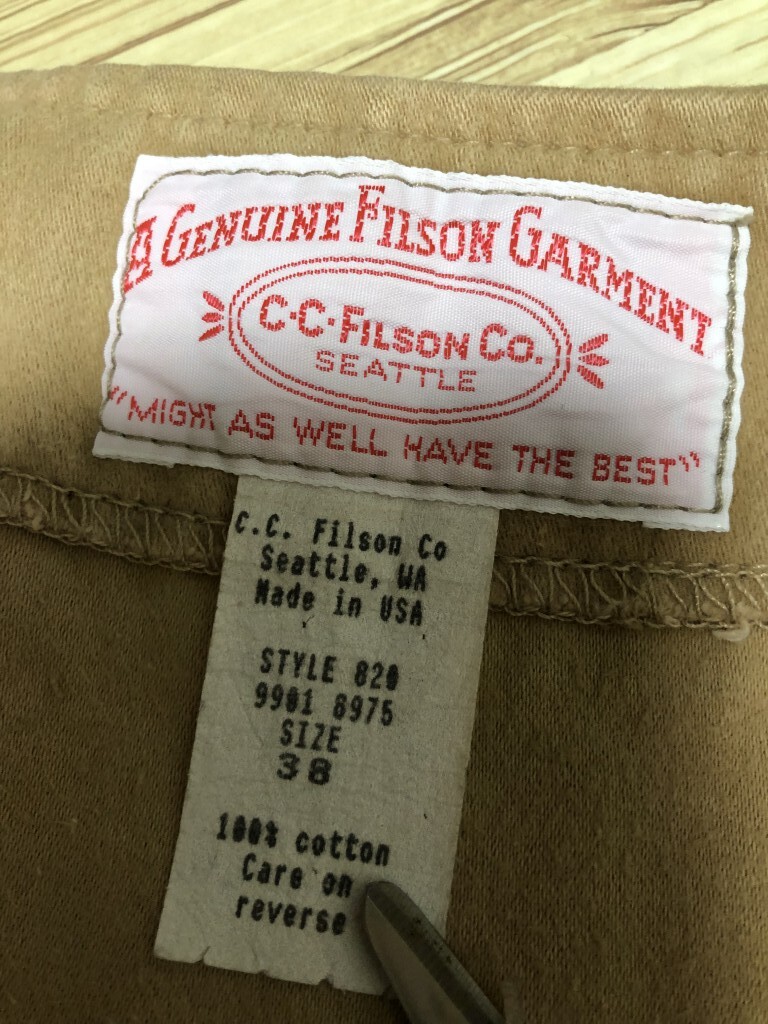 A GENUINE FILSON GARMENT
C·C·FILSON CO.
SEATTLE
"MIGHT AS WELL HAVE THE BEST"
C.C. Filson Co
Seattle, WA
Made in USA
STYLE 820
9901 8975
SIZE
38
100% cotton
Care on
reverse